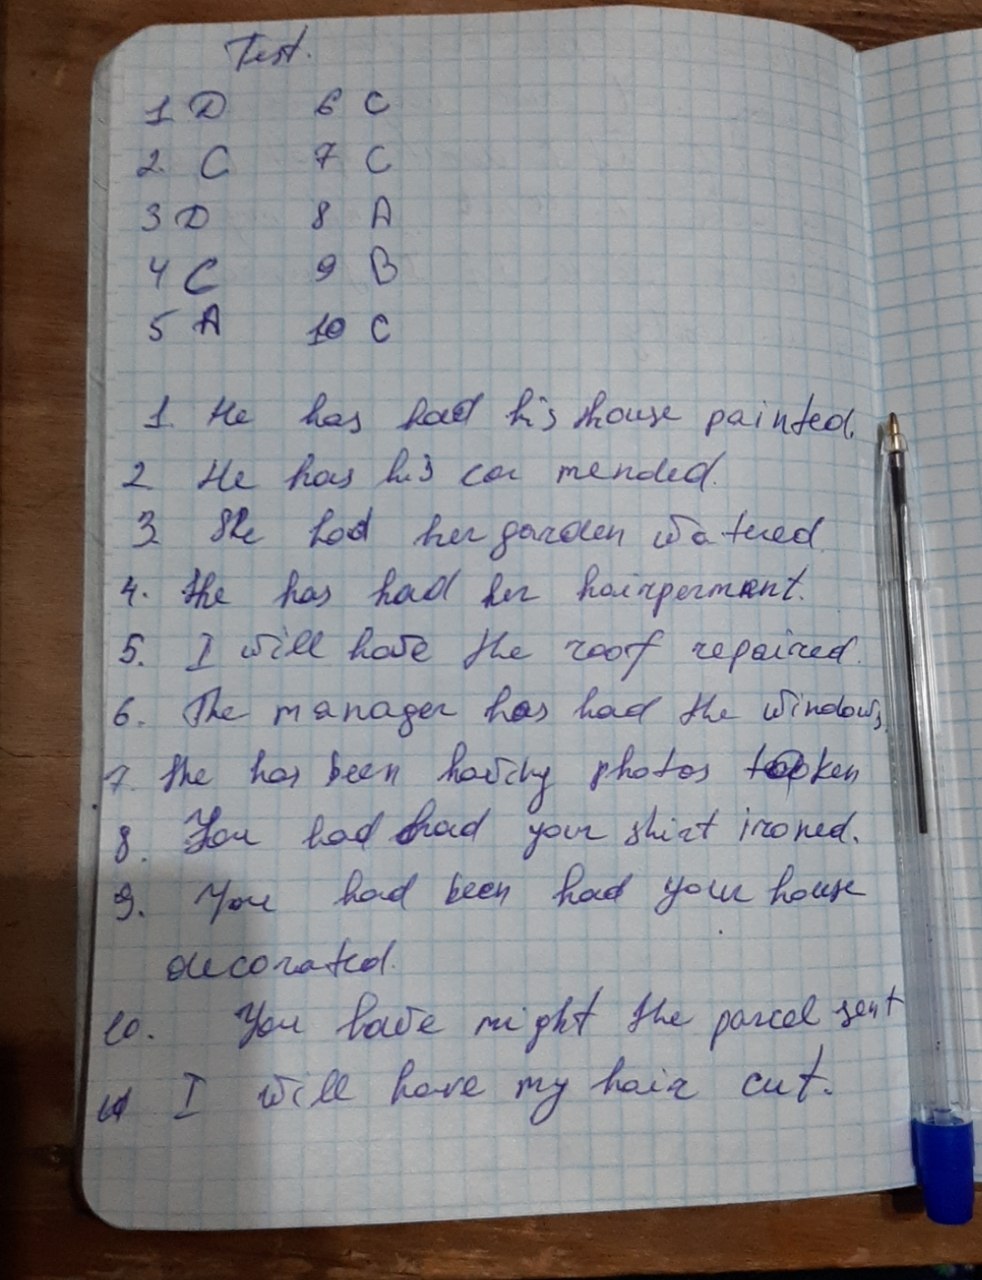 Test.
1 D 6 C
2. C 7 C
3 D 8 A
4 C 9 B
5 A 10 C
1. He has had his house painted.
2 He has his car mended.
3 She had her garden watered
4. She has had her hairperment.
5. I will have the roof repaired.
6. The manager has had the windows,
7. She has been having photos taken
8. You had had your shirt ironed.
9. You had been had your house
decorated.
10. You have might the parcel sent
11 I will have my hair cut.